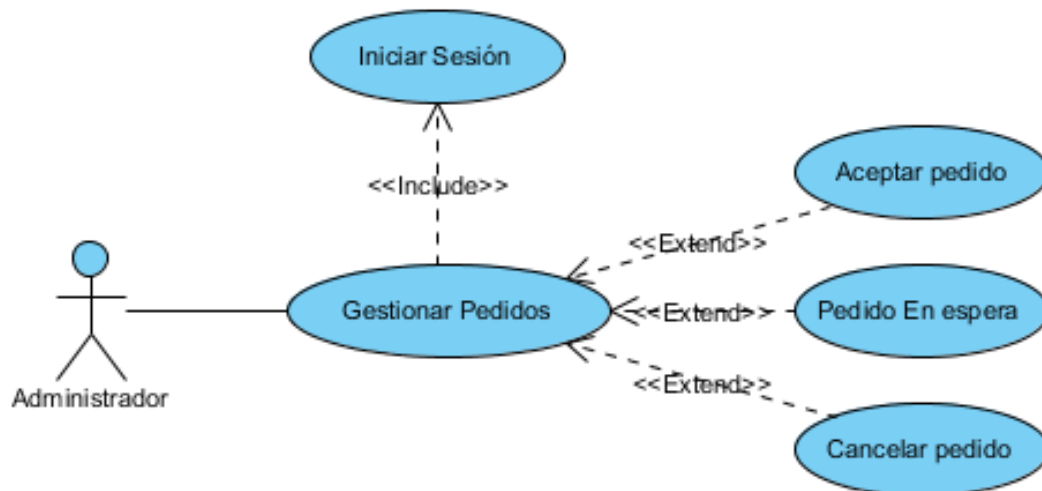 Iniciar Sesión
<<Include>>
Aceptar pedido
<<Extend>>
Gestionar Pedidos
<<Extend>>
Pedido En espera
<<Extend>>
Administrador
Cancelar pedido